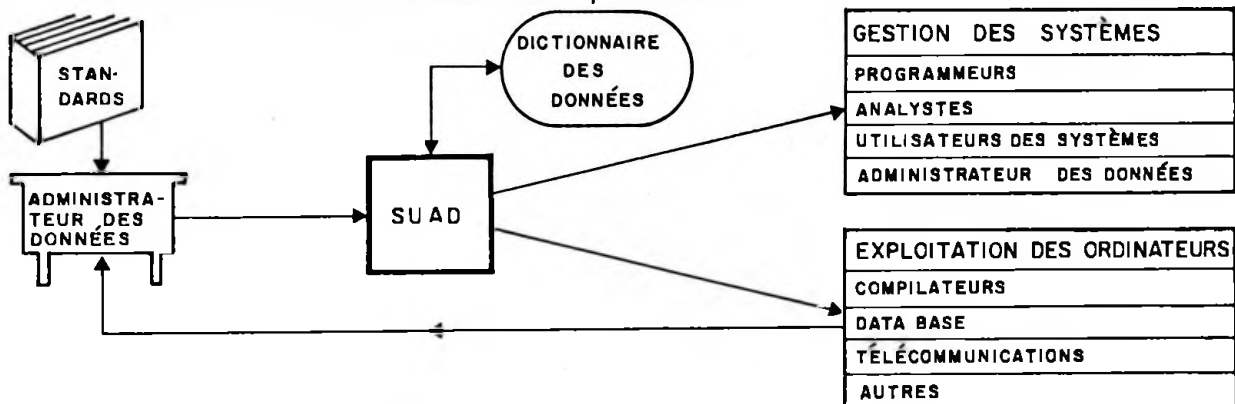 STAN-
DARDS
ADMINISTRA-
TEUR DES
DONNÉES
SUAD
DICTIONNAIRE
DES
DONNÉES
GESTION DES SYSTÈMES
PROGRAMMEURS
ANALYSTES
UTILISATEURS DES SYSTÈMES
ADMINISTRATEUR DES DONNÉES
EXPLOITATION DES ORDINATEURS
COMPILATEURS
DATA BASE
TÉLÉCOMMUNICATIONS
AUTRES